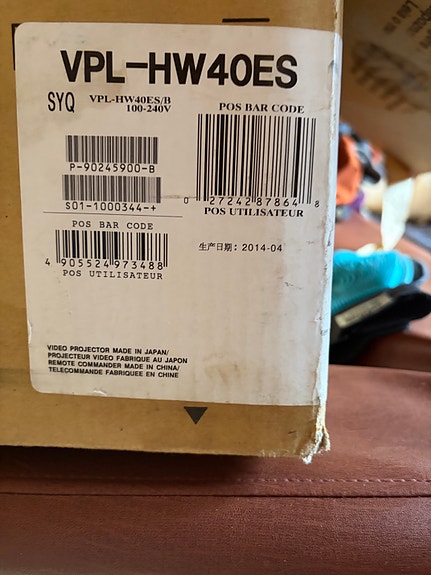 VPL-HW40ES
SYQ
VPL-HW40ES/B
100-240V
POS BAR CODE
P-90245900-B
S01-1000344-+
0 27242 87864 8
POS UTILISATEUR
POS BAR CODE
4 905524 973488
POS UTILISATEUR
生产日期: 2014-04
VIDEO PROJECTOR MADE IN JAPAN/
PROJECTEUR VIDEO FABRIQUE AU JAPON
REMOTE COMMANDER MADE IN CHINA/
TELECOMMANDE FABRIQUEE EN CHINE